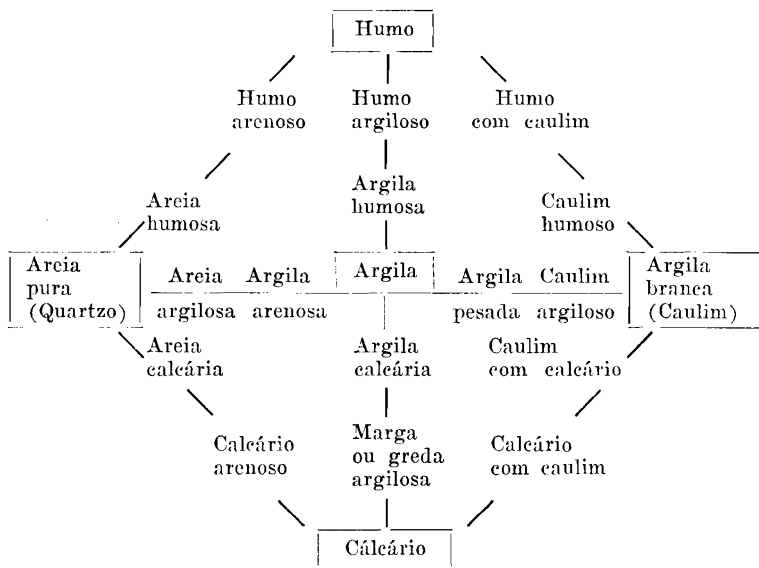 Humo
Humo Humo Humo
arenoso argiloso com caulim
Areia
humosa
Argila
humosa
Caulim
humoso
Areia
pura
(Quartzo)
Areia Argila
argilosa arenosa
Argila
Argila Caulim
pesada argiloso
Argila
branca
(Caulim)
Areia
calcária
Argila
calcária
Caulim
com calcário
Calcário
arenoso
Marga
ou greda
argilosa
Calcário
com caulim
Cálcário